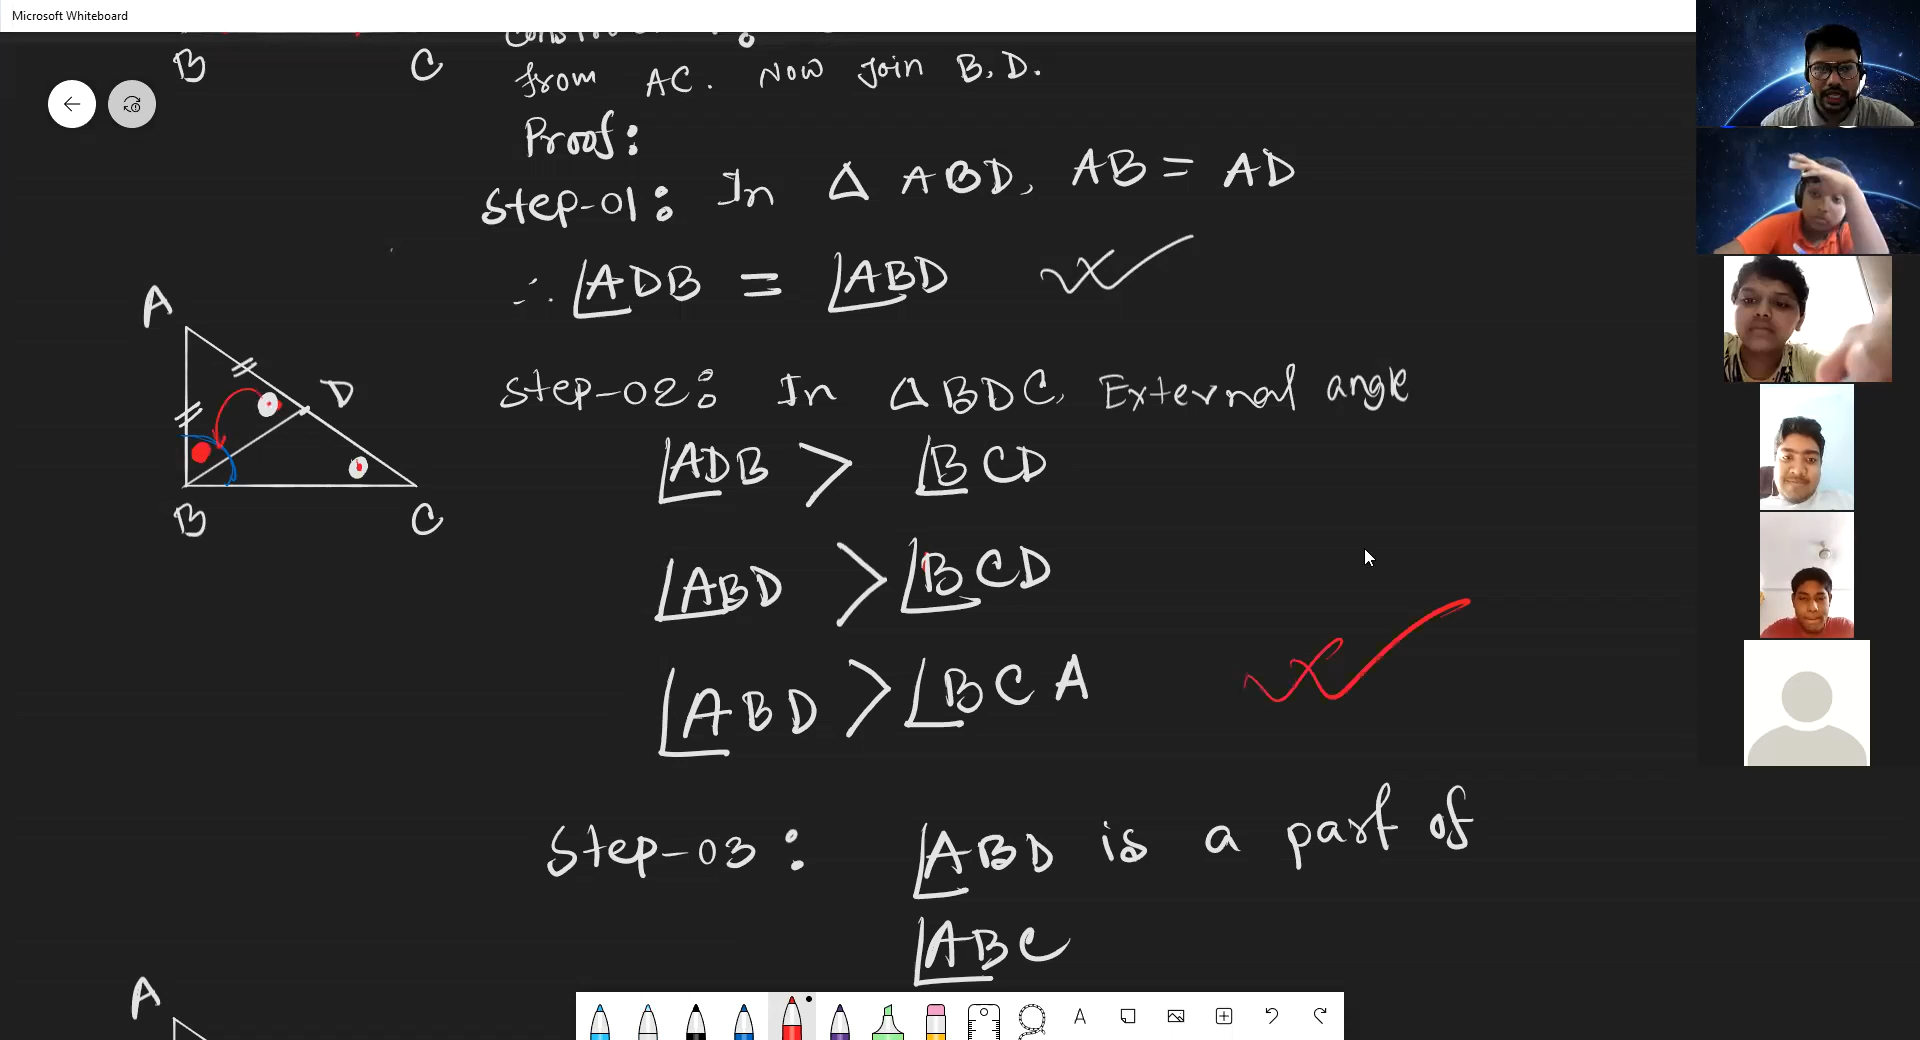 Microsoft Whiteboard
B C
from AC. Now Join B, D.
Proof:
Step-01: In Δ ABD, AB = AD
∴ ∠ADB = ∠ABD
A
Step-02: In Δ BDC, External angle
D
∠ADB > ∠BCD
B C
∠ABD > ∠BCD
∠ABD > ∠BCA
Step-03: ∠ABD is a part of
∠ABC
A
A